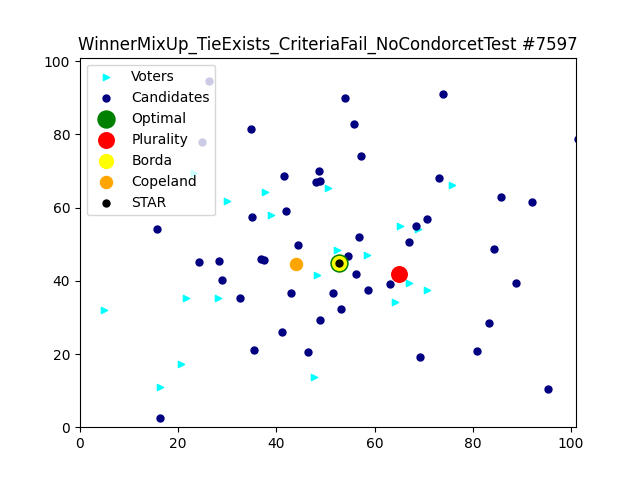 WinnerMixUp_TieExists_CriteriaFail_NoCondorcetTest #7597
Voters
Candidates
Optimal
Plurality
Borda
Copeland
STAR
100
80
60
40
20
0
0 20 40 60 80 100